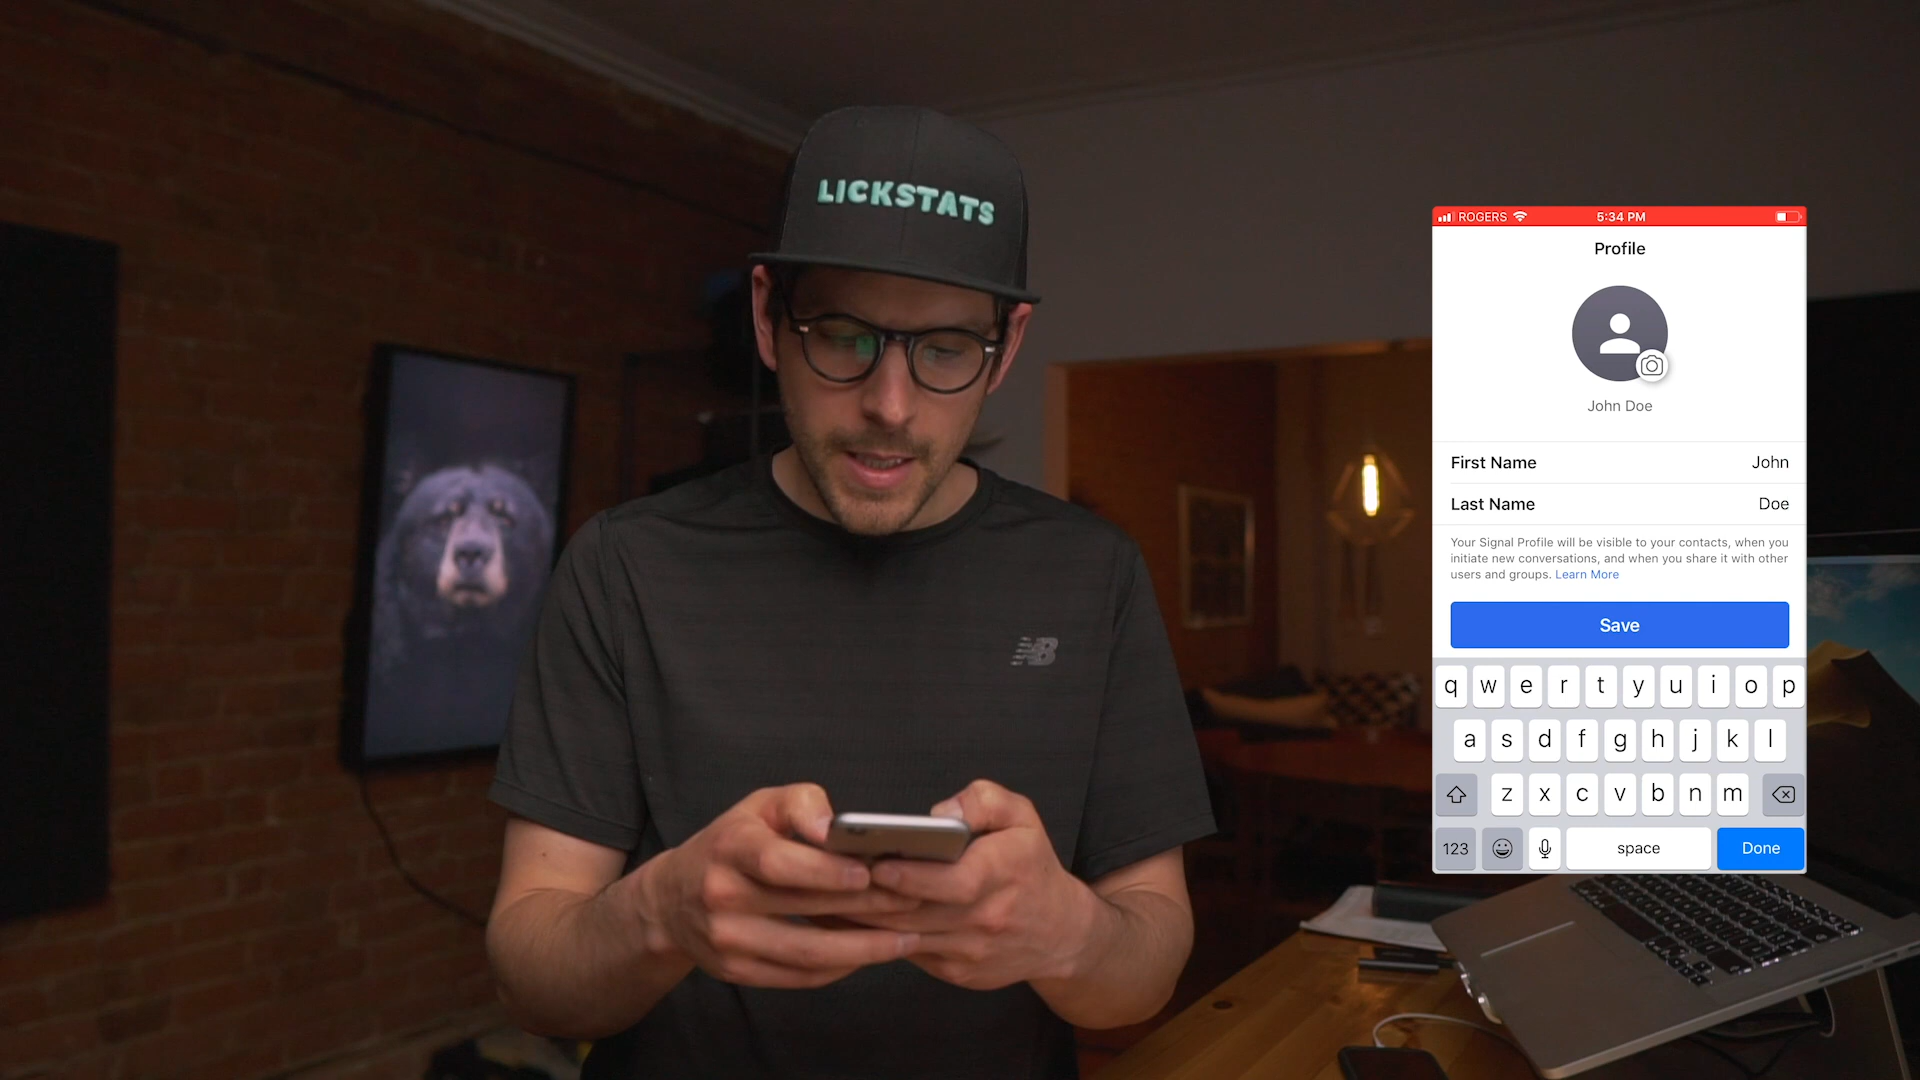 LICKSTATS
NB
ROGERS 5:34 PM
Profile
John Doe
First Name John
Last Name Doe
Your Signal Profile will be visible to your contacts, when you
initiate new conversations, and when you share it with other
users and groups. Learn More
Save
q w e r t y u i o p
a s d f g h j k l
z x c v b n m
123 space Done